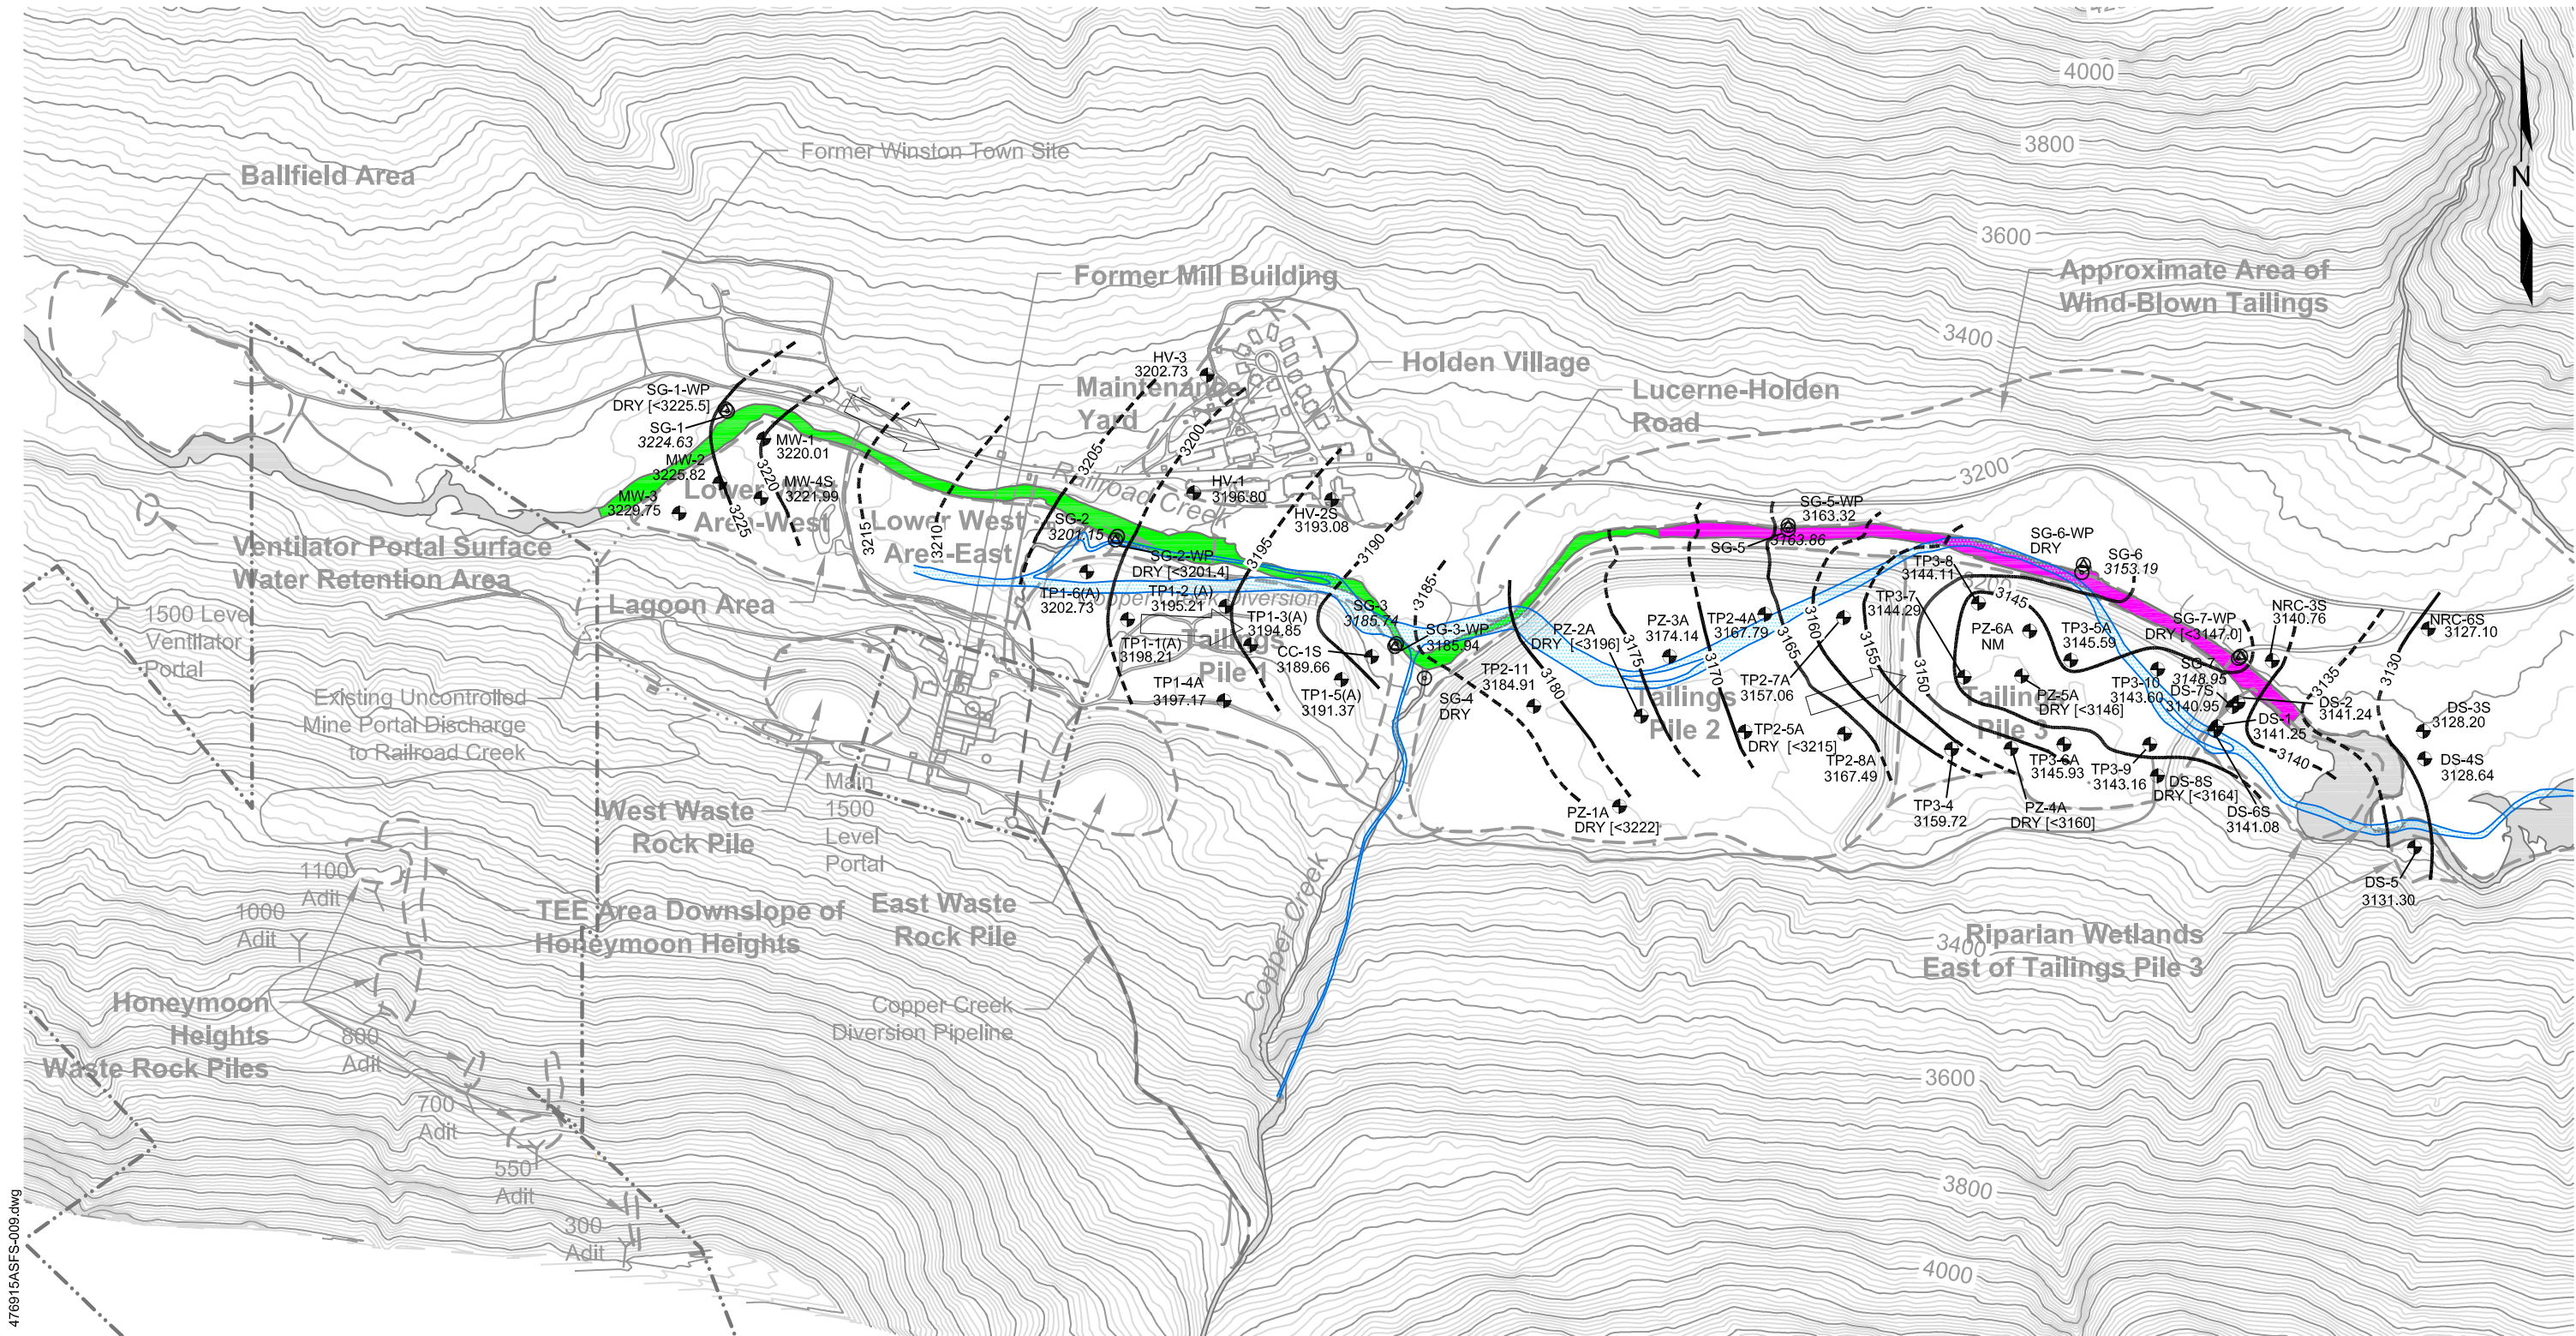 4000
3800
3600
3400
3200
N
Ballfield Area
Former Winston Town Site
Former Mill Building
Approximate Area of
Wind-Blown Tailings
Holden Village
Lucerne-Holden
Road
Maintenance
Yard
HV-3
3202.73
SG-1-WP
DRY [<3225.5]
SG-1
3224.63
MW-2
3225.82
MW-3
3229.75
MW-1
3220.01
MW-4S
3221.99
3220
3225
Lower West
Area-West
3215
3210
Lower West
Area-East
3205
3200
Railroad Creek
HV-1
3196.80
HV-2S
3193.08
3195
3190
3185
SG-2
3201.15
SG-2-WP
DRY [<3201.4]
Ventilator Portal Surface
Water Retention Area
1500 Level
Ventilator
Portal
Lagoon Area
Existing Uncontrolled
Mine Portal Discharge
to Railroad Creek
TP1-6(A)
3202.73
TP1-2 (A)
3195.21
TP1-3(A)
3194.85
TP1-1(A)
3198.21
Tailings
Pile 1
TP1-4A
3197.17
CC-1S
3189.66
TP1-5(A)
3191.37
SG-3
3185.74
SG-3-WP
3185.94
SG-4
DRY
TP2-11
3184.91
3180
PZ-2A
DRY [<3196]
3175
PZ-3A
3174.14
3170
TP2-4A
3167.79
3165
SG-5-WP
3163.32
SG-5
3163.86
TP2-7A
3157.06
3160
3155
Tailings
Pile 2
TP2-5A
DRY [<3215]
TP2-8A
3167.49
PZ-1A
DRY [<3222]
TP3-8
3144.11
TP3-7
3144.29
3205
3145
3150
PZ-6A
NM
TP3-5A
3145.59
SG-6-WP
DRY
SG-6
3153.19
SG-7-WP
DRY [<3147.0]
SG-7
3148.95
NRC-3S
3140.76
NRC-6S
3127.10
Tailings
Pile 3
PZ-5A
DRY [<3146]
TP3-10
3143.60
DS-7S
3140.95
DS-2
3141.24
DS-1
3141.25
3135
3130
3140
DS-3S
3128.20
DS-4S
3128.64
TP3-4
3159.72
PZ-4A
DRY [<3160]
TP3-6A
3145.93
TP3-9
3143.16
DS-8S
DRY [<3164]
DS-6S
3141.08
DS-5
3131.30
Riparian Wetlands
East of Tailings Pile 3
Main
1500
Level
Portal
West Waste
Rock Pile
East Waste
Rock Pile
Copper Creek
Copper Creek
Diversion Pipeline
TEE Area Downslope of
Honeymoon Heights
1100
Adit
1000
Adit
Honeymoon
Heights
Waste Rock Piles
800
Adit
700
Adit
550
Adit
300
Adit
3400
3600
3800
4000
476915ASFS-009.dwg